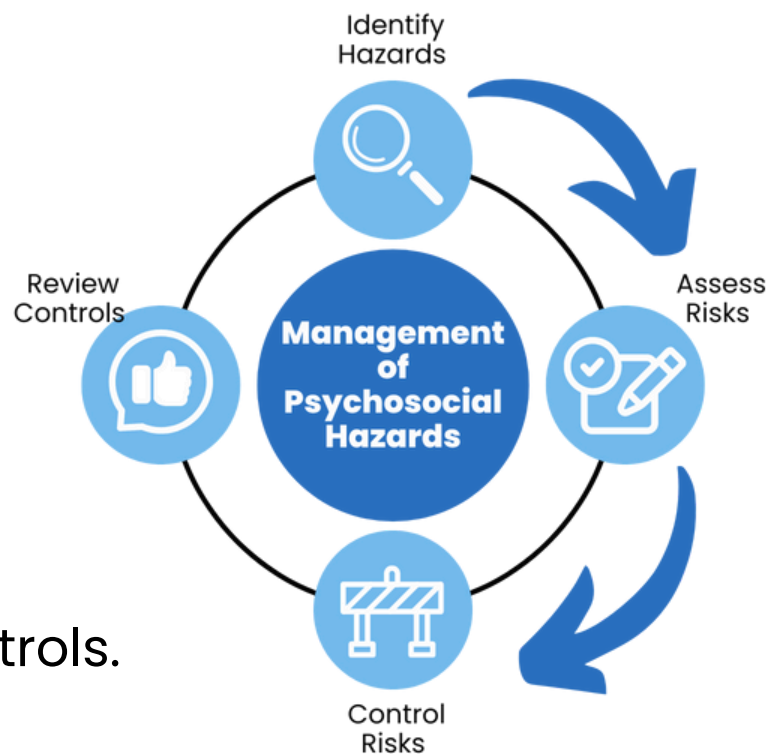 Identify
Hazards
Assess
Risks
Review
Controls
Management
of
Psychosocial
Hazards
trols.
Control
Risks